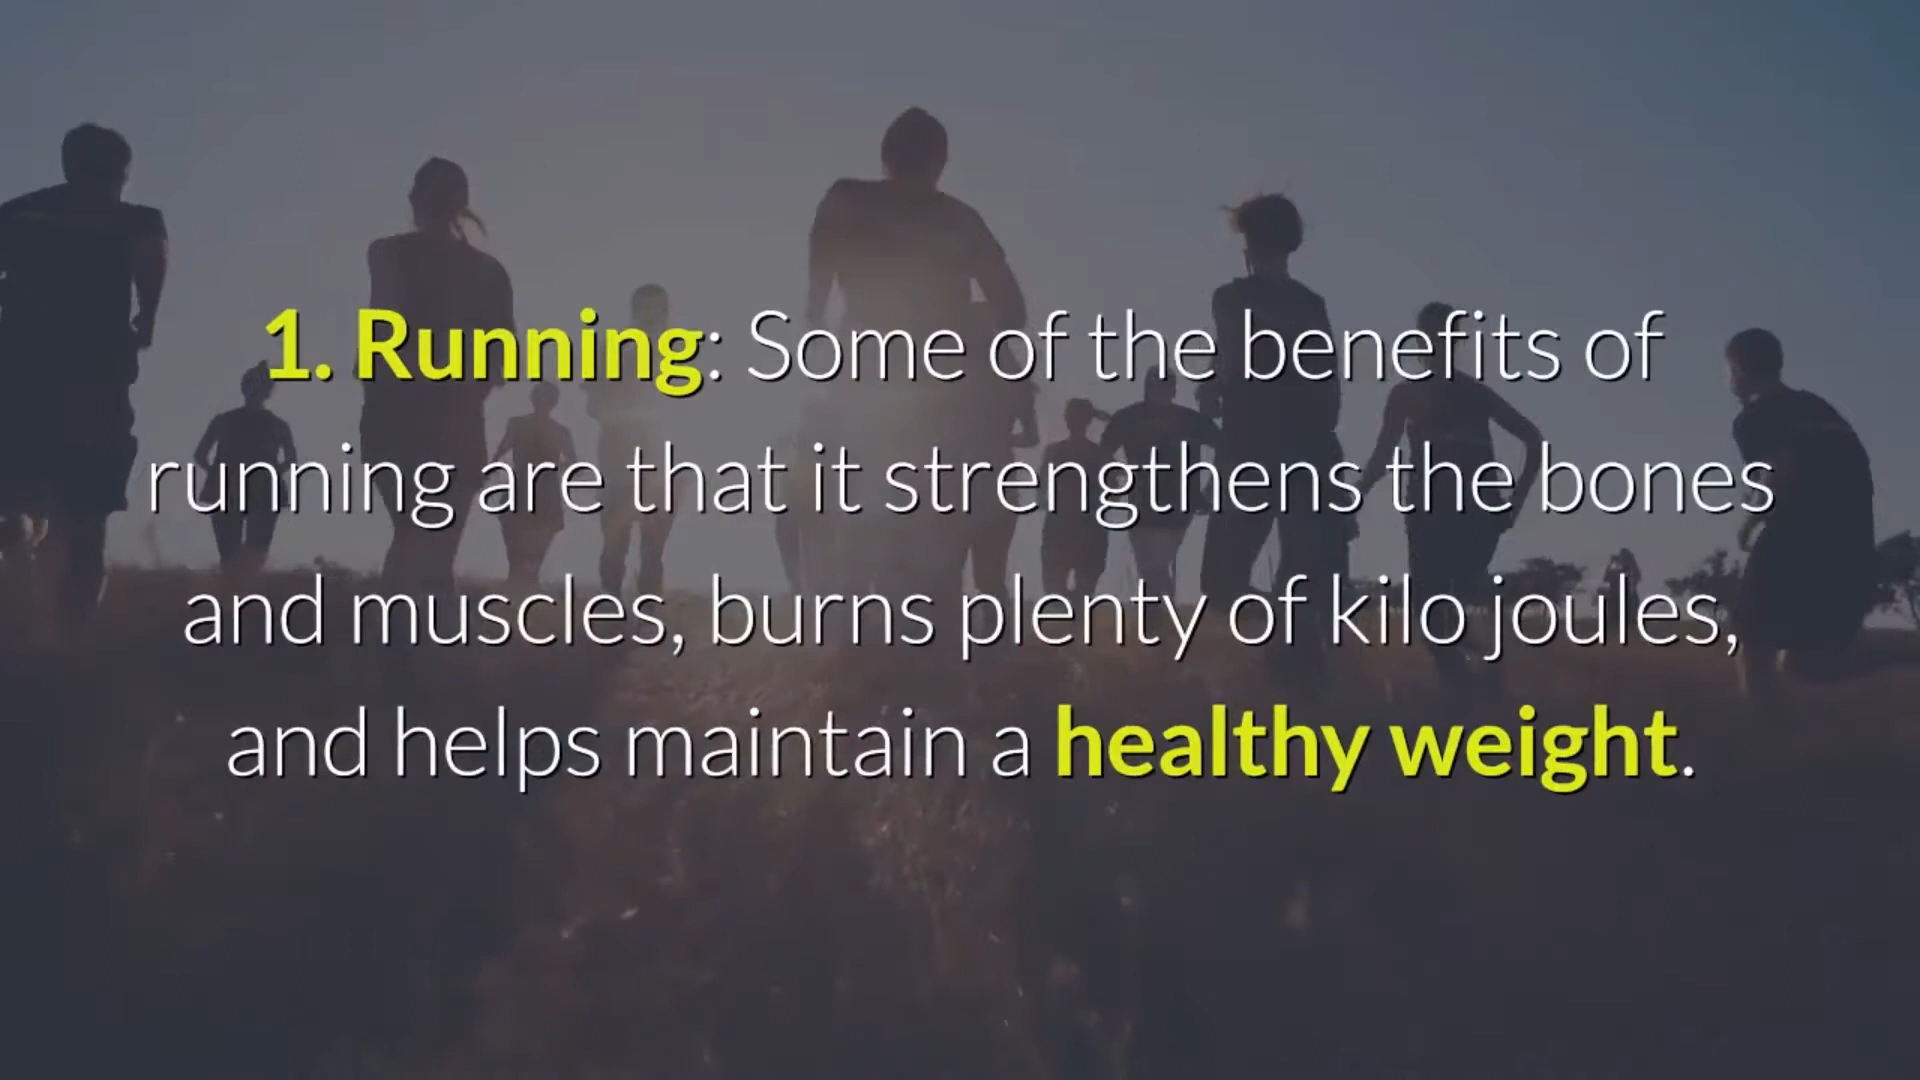 1. Running: Some of the benefits of
running are that it strengthens the bones
and muscles, burns plenty of kilo joules,
and helps maintain a healthy weight.